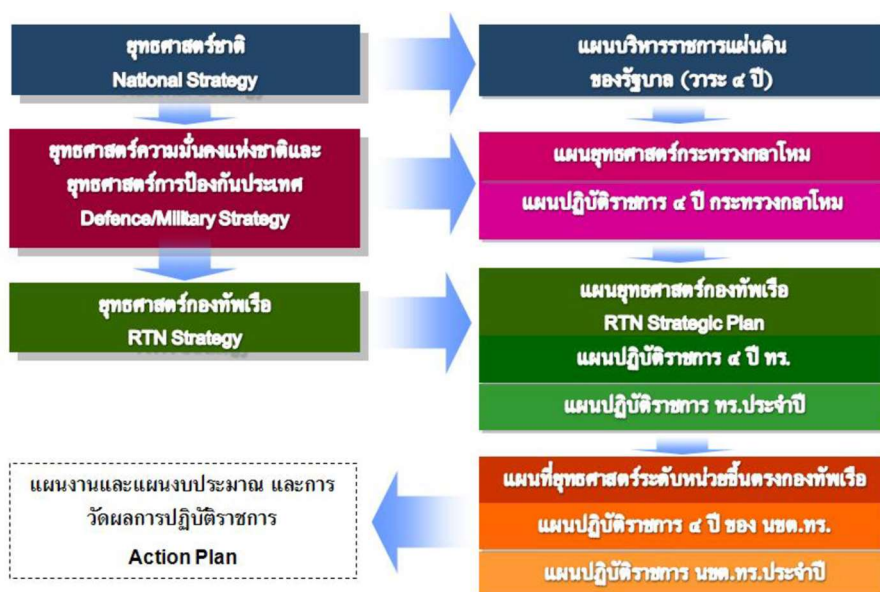 ยุทธศาสตร์ชาติ
National Strategy
แผนบริหารราชการแผ่นดิน
ของรัฐบาล (วาระ ๔ ปี)
ยุทธศาสตร์ความมั่นคงแห่งชาติและ
ยุทธศาสตร์การป้องกันประเทศ
Defence/Military Strategy
แผนยุทธศาสตร์กระทรวงกลาโหม
แผนปฏิบัติราชการ ๔ ปี กระทรวงกลาโหม
ยุทธศาสตร์กองทัพเรือ
RTN Strategy
แผนยุทธศาสตร์กองทัพเรือ
RTN Strategic Plan
แผนปฏิบัติราชการ ๔ ปี ทร.
แผนปฏิบัติราชการ ทร.ประจำปี
แผนที่ยุทธศาสตร์ระดับหน่วยขึ้นตรงกองทัพเรือ
แผนปฏิบัติราชการ ๔ ปี ของ นขต.ทร.
แผนปฏิบัติราชการ นขต.ทร.ประจำปี
แผนงานและแผนงบประมาณ และการ
วัดผลการปฏิบัติราชการ
Action Plan